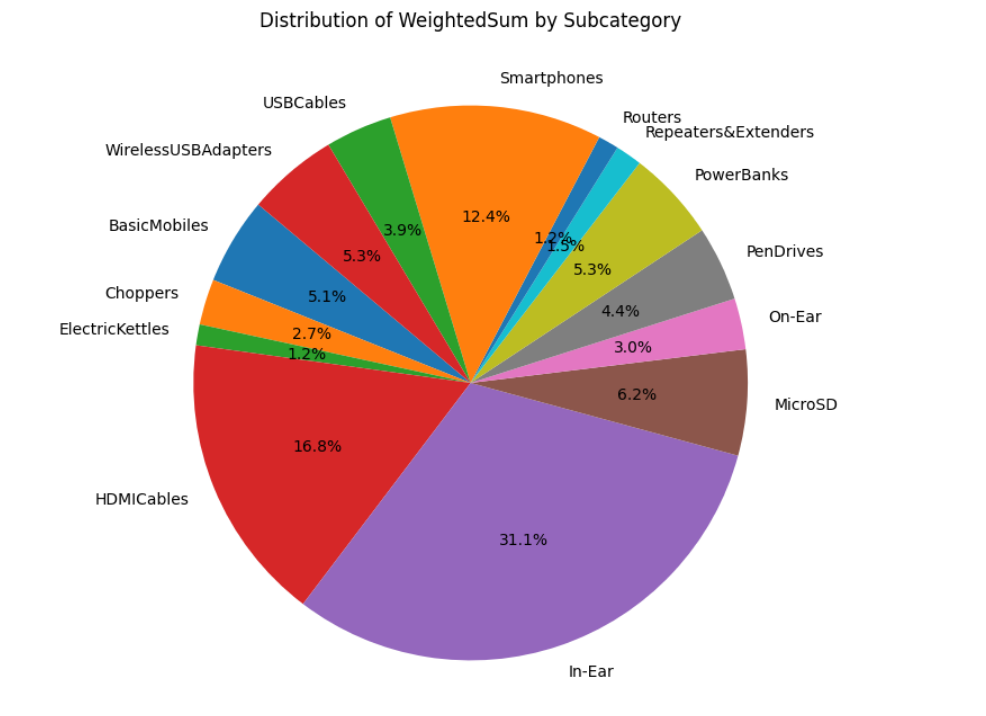 Distribution of WeightedSum by Subcategory
Smartphones
USBCables
Routers
Repeaters&Extenders
WirelessUSBAdapters
PowerBanks
BasicMobiles
PenDrives
Choppers
On-Ear
ElectricKettles
MicroSD
HDMICables
In-Ear
12.4%
3.9%
1.2%
1.5%
5.3%
5.3%
5.1%
4.4%
2.7%
3.0%
1.2%
6.2%
16.8%
31.1%